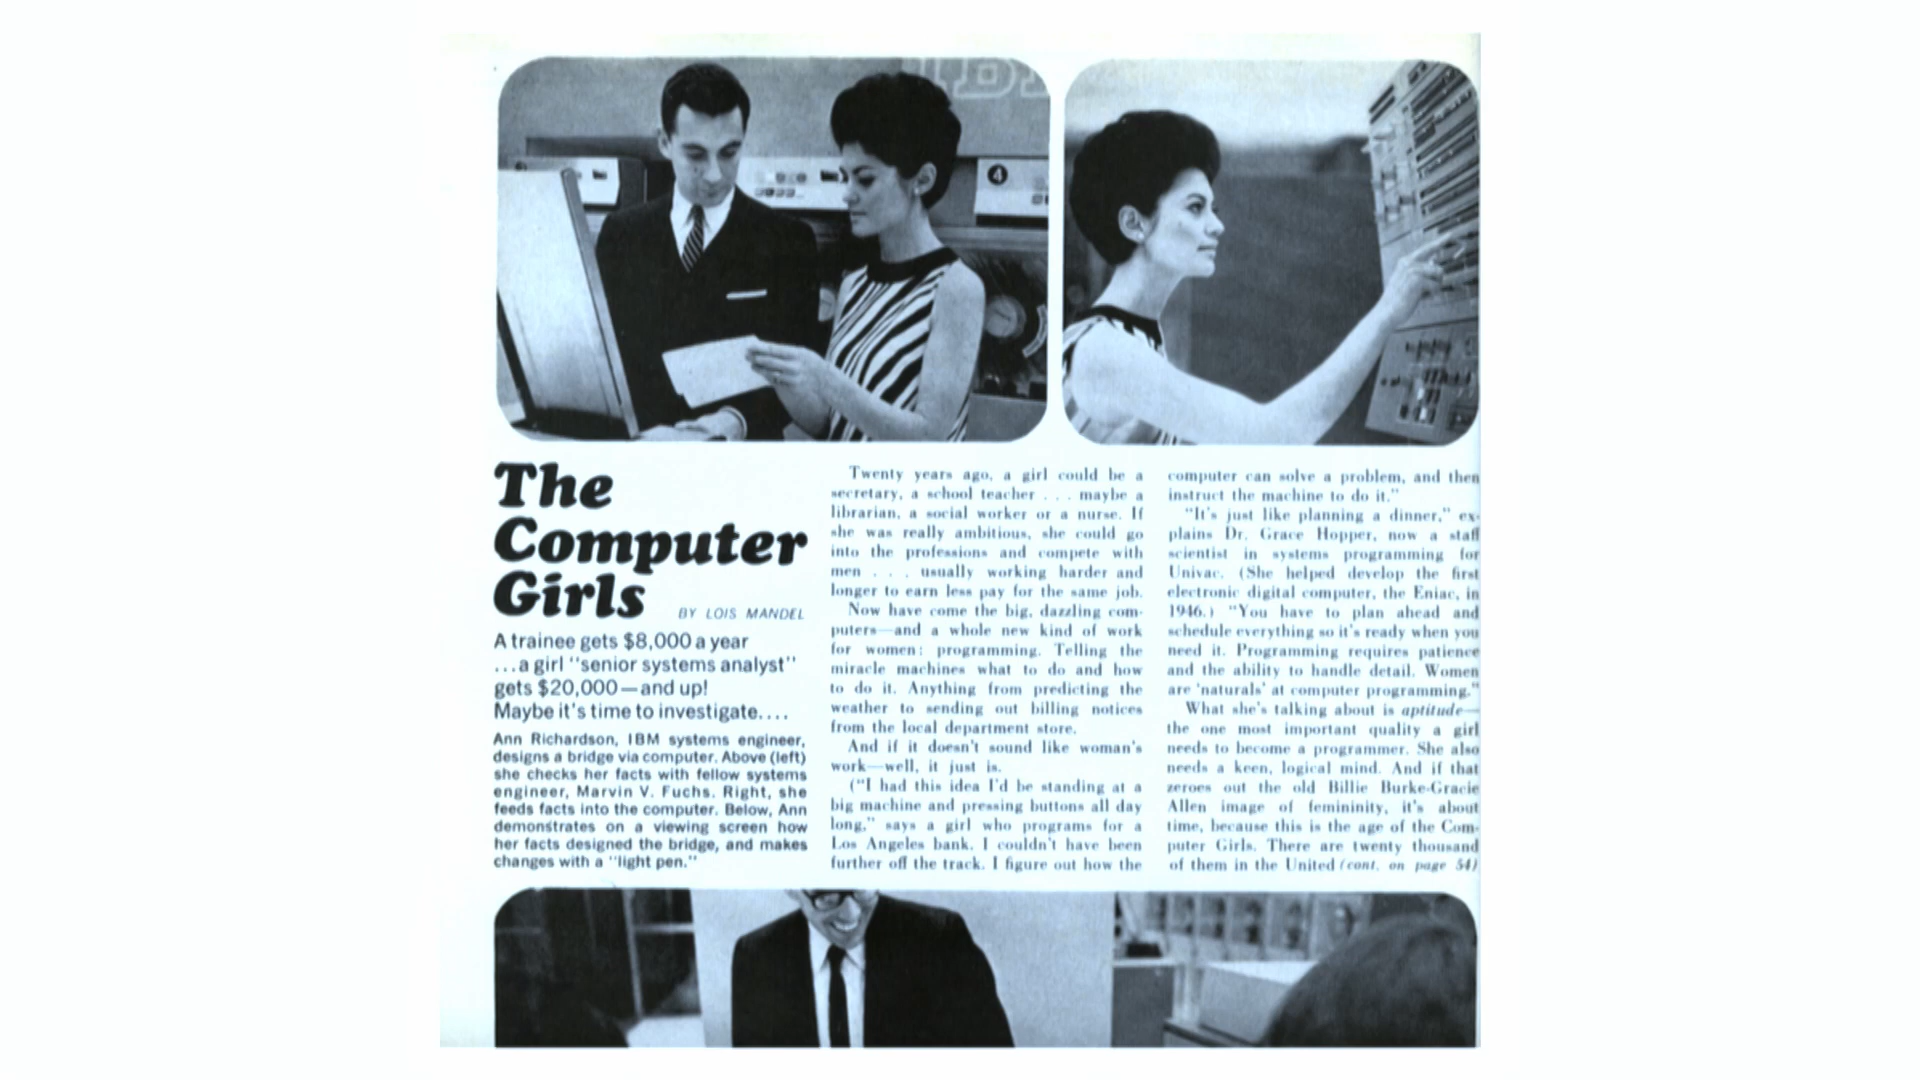 4
The
Computer
Girls
BY LOIS MANDEL
A trainee gets $8,000 a year
...a girl "senior systems analyst"
gets $20,000—and up!
Maybe it's time to investigate....
Ann Richardson, IBM systems engineer,
designs a bridge via computer. Above (left)
she checks her facts with fellow systems
engineer, Marvin V. Fuchs. Right, she
feeds facts into the computer. Below, Ann
demonstrates on a viewing screen how
her facts designed the bridge, and makes
changes with a "light pen."
Twenty years ago, a girl could be a
secretary, a school teacher . . . maybe a
librarian, a social worker or a nurse. If
she was really ambitious, she could go
into the professions and compete with
men . . . usually working harder and
longer to earn less pay for the same job.
Now have come the big, dazzling com-
puters—and a whole new kind of work
for women: programming. Telling the
miracle machines what to do and how
to do it. Anything from predicting the
weather to sending out billing notices
from the local department store.
And if it doesn't sound like woman's
work—well, it just is.
("I had this idea I'd be standing at a
big machine and pressing buttons all day
long," says a girl who programs for a
Los Angeles bank. I couldn't have been
further off the track. I figure out how the
computer can solve a problem, and then
instruct the machine to do it."
"It's just like planning a dinner," ex-
plains Dr. Grace Hopper, now a staff
scientist in systems programming for
Univac. (She helped develop the first
electronic digital computer, the Eniac, in
1946.) "You have to plan ahead and
schedule everything so it's ready when you
need it. Programming requires patience
and the ability to handle detail. Women
are 'naturals' at computer programming."
What she's talking about is aptitude—
the one most important quality a girl
needs to become a programmer. She also
needs a keen, logical mind. And if that
zeroes out the old Billie Burke-Gracie
Allen image of femininity, it's about
time, because this is the age of the Com-
puter Girls. There are twenty thousand
of them in the United (cont. on page 54)